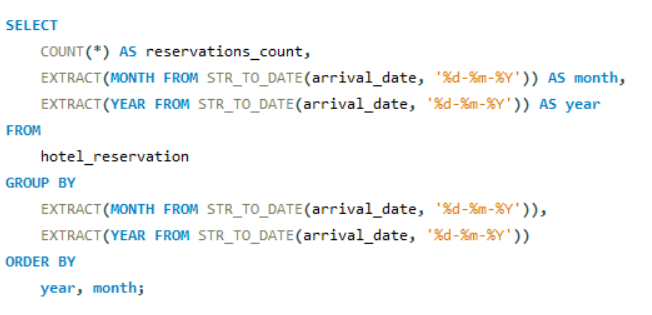 SELECT
COUNT(*) AS reservations_count,
EXTRACT(MONTH FROM STR_TO_DATE(arrival_date, '%d-%m-%Y')) AS month,
EXTRACT(YEAR FROM STR_TO_DATE(arrival_date, '%d-%m-%Y')) AS year
FROM
hotel_reservation
GROUP BY
EXTRACT(MONTH FROM STR_TO_DATE(arrival_date, '%d-%m-%Y')),
EXTRACT(YEAR FROM STR_TO_DATE(arrival_date, '%d-%m-%Y'))
ORDER BY
year, month;